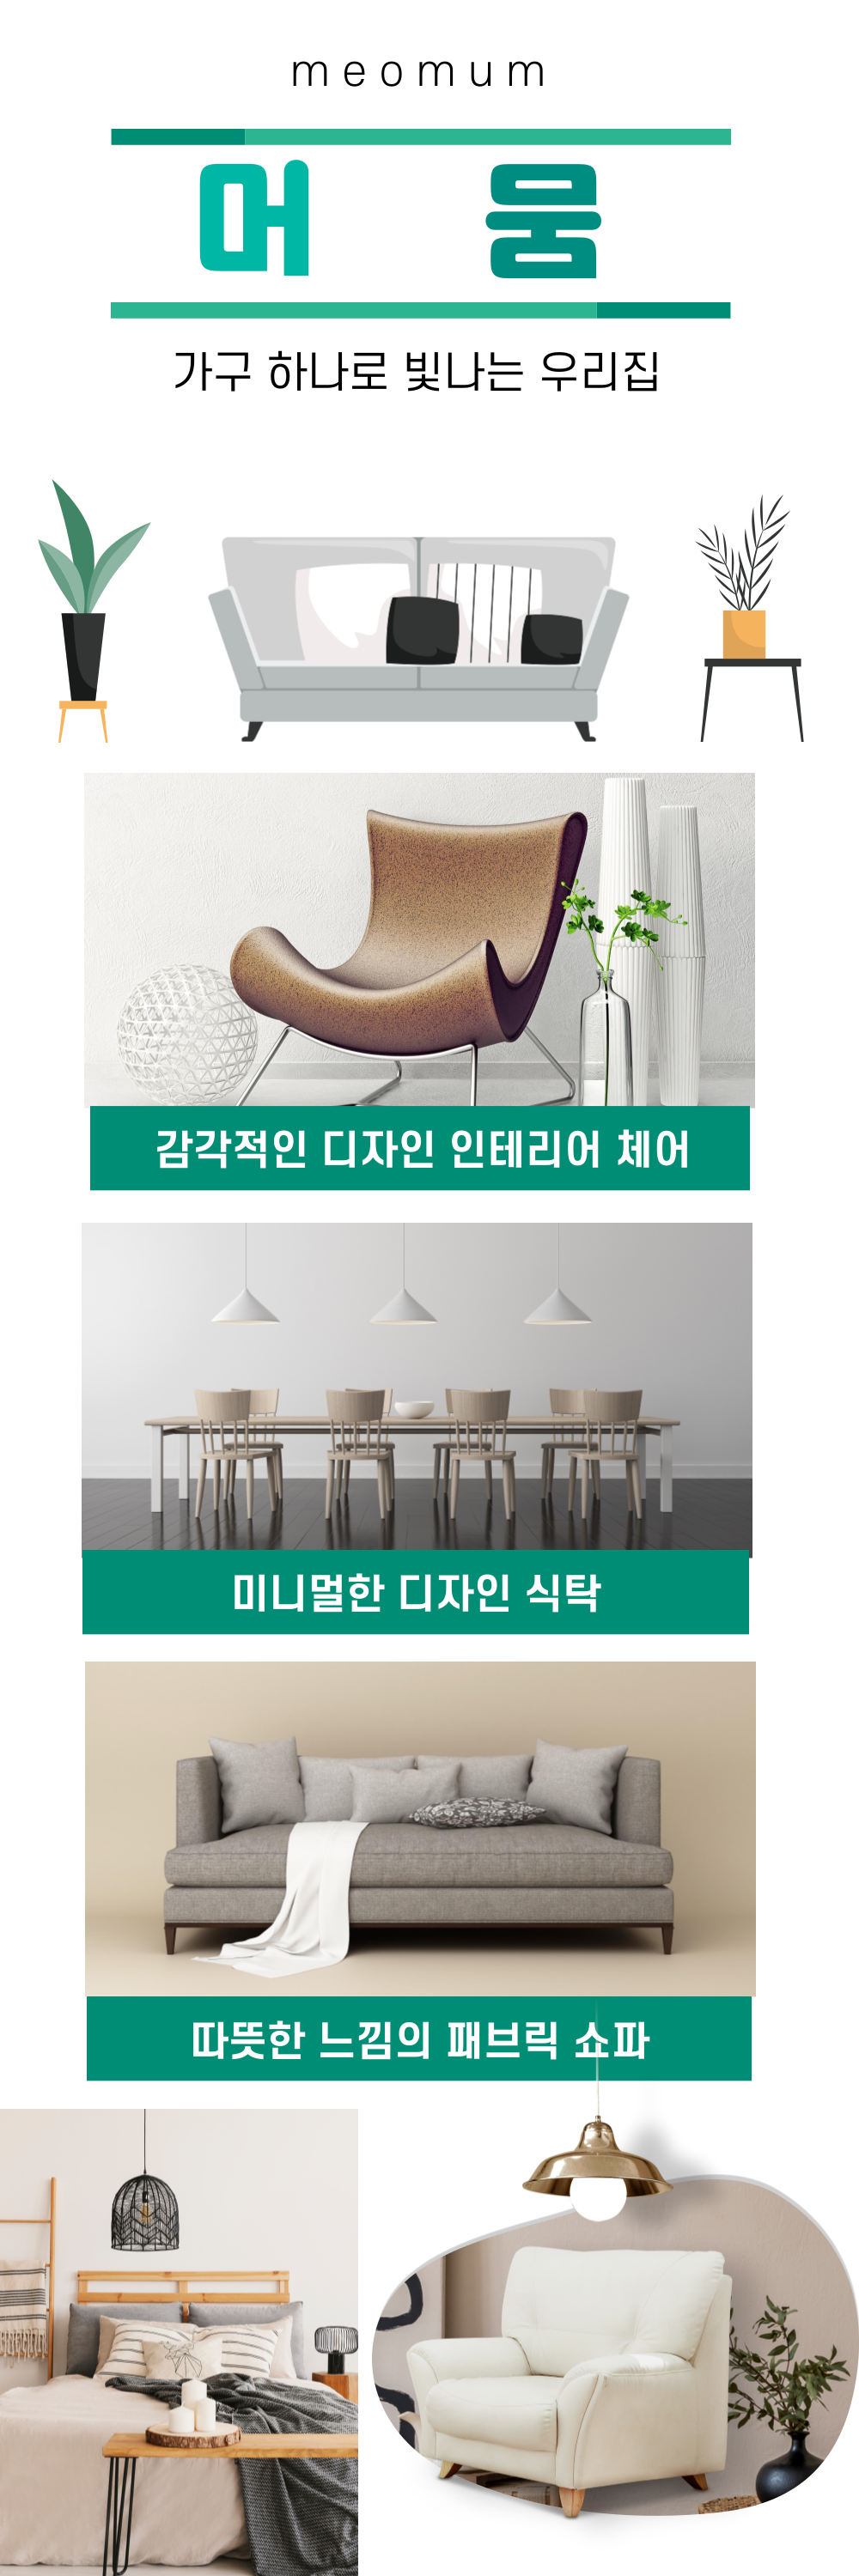 meomum
머 움
가구 하나로 빛나는 우리집
감각적인 디자인 인테리어 체어
미니멀한 디자인 식탁
따뜻한 느낌의 패브릭 쇼파